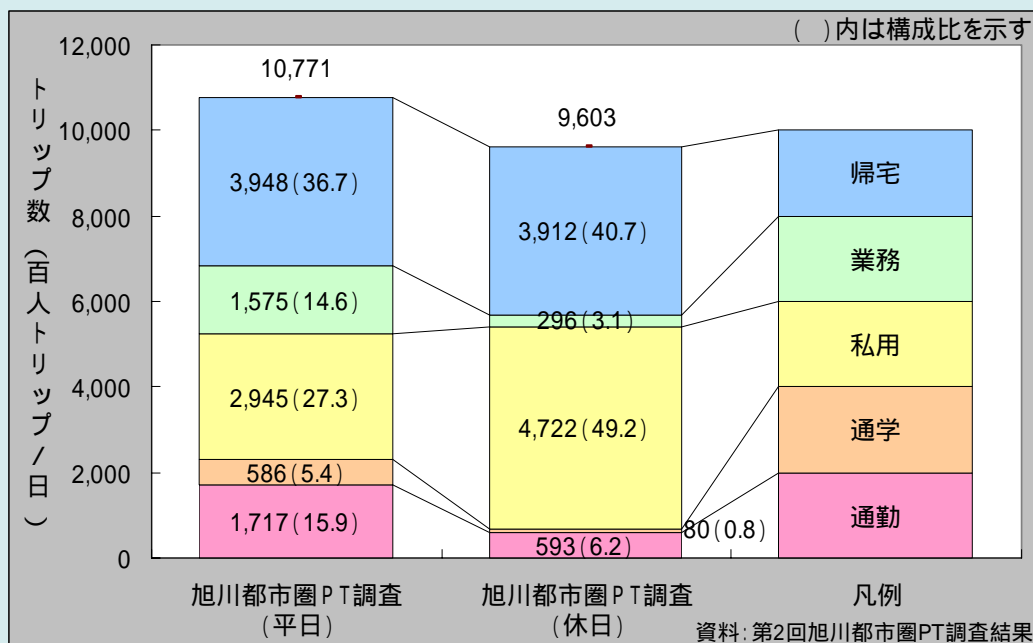 ( )内は構成比を示す
トリップ数(百人トリップ/日)
12,000
10,000
8,000
6,000
4,000
2,000
0
10,771
3,948(36.7)
1,575(14.6)
2,945(27.3)
586(5.4)
1,717(15.9)
9,603
3,912(40.7)
296(3.1)
4,722(49.2)
80(0.8)
593(6.2)
帰宅
業務
私用
通学
通勤
旭川都市圏PT調査
(平日)
旭川都市圏PT調査
(休日)
凡例
資料:第2回旭川都市圏PT調査結果